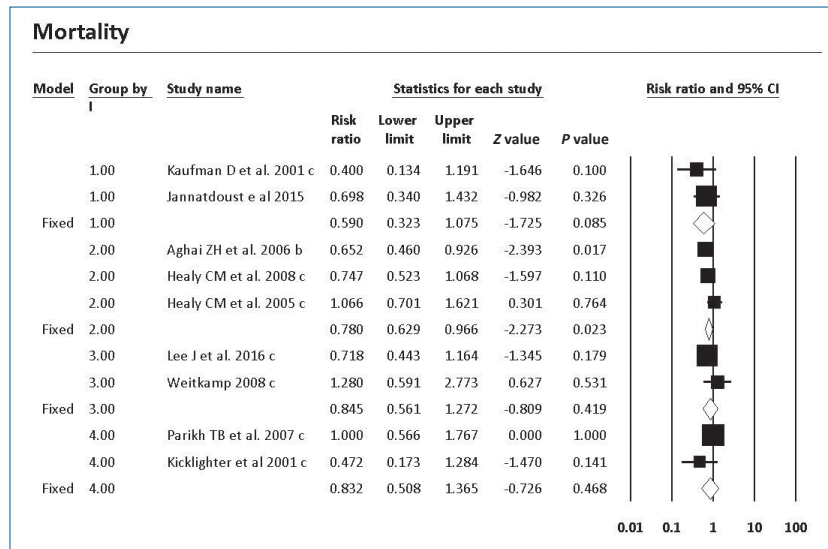 Mortality
Model Group by I Study name Statistics for each study Risk ratio and 95% CI
Risk ratio Lower limit Upper limit Z value P value
1.00 Kaufman D et al. 2001 c 0.400 0.134 1.191 -1.646 0.100
1.00 Jannatdoust e al 2015 0.698 0.340 1.432 -0.982 0.326
Fixed 1.00 0.590 0.323 1.075 -1.725 0.085
2.00 Aghai ZH et al. 2006 b 0.652 0.460 0.926 -2.393 0.017
2.00 Healy CM et al. 2008 c 0.747 0.523 1.068 -1.597 0.110
2.00 Healy CM et al. 2005 c 1.066 0.701 1.621 0.301 0.764
Fixed 2.00 0.780 0.629 0.966 -2.273 0.023
3.00 Lee J et al. 2016 c 0.718 0.443 1.164 -1.345 0.179
3.00 Weitkamp 2008 c 1.280 0.591 2.773 0.627 0.531
Fixed 3.00 0.845 0.561 1.272 -0.809 0.419
4.00 Parikh TB et al. 2007 c 1.000 0.566 1.767 0.000 1.000
4.00 Kicklighter et al 2001 c 0.472 0.173 1.284 -1.470 0.141
Fixed 4.00 0.832 0.508 1.365 -0.726 0.468
0.01 0.1 1 10 100